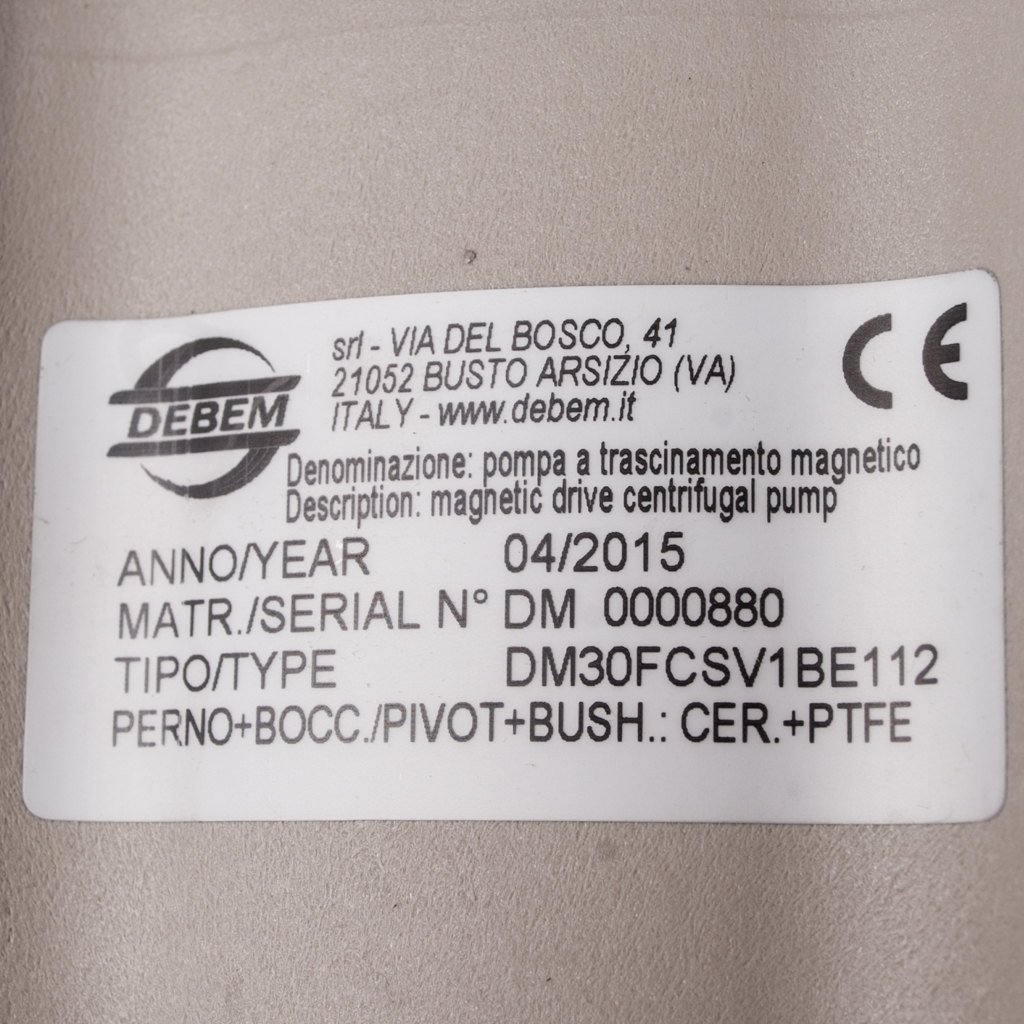 DEBEM
srl - VIA DEL BOSCO, 41
21052 BUSTO ARSIZIO (VA)
ITALY - www.debem.it
CE
Denominazione: pompa a trascinamento magnetico
Description: magnetic drive centrifugal pump
ANNO/YEAR 04/2015
MATR./SERIAL N° DM 0000880
TIPO/TYPE DM30FCSV1BE112
PERNO+BOCC./PIVOT+BUSH.: CER.+PTFE